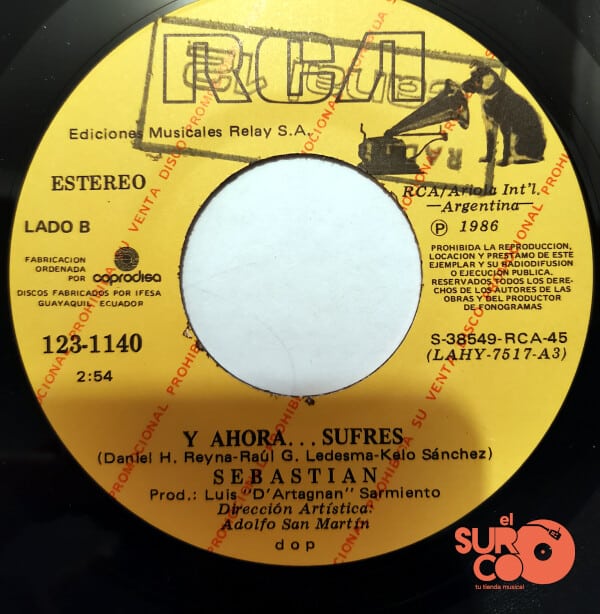 RCA
Ediciones Musicales Relay S.A.
ESTEREO
LADO B
FABRICACION
ORDENADA
POR
coprodisa
DISCOS FABRICADOS POR IFESA
GUAYAQUIL, ECUADOR
123-1140
2:54
RCA/Ariola Int'l.
—Argentina—
Ⓟ 1986
PROHIBIDA LA REPRODUCCION,
LOCACION Y PRESTAMO DE ESTE
EJEMPLAR Y SU RADIODIFUSION
O EJECUCION PUBLICA.
RESERVADOS TODOS LOS DERE-
CHOS DE LOS AUTORES DE LAS
OBRAS Y DEL PRODUCTOR
DE FONOGRAMAS
S-38549-RCA-45
(LAHY-7517-A3)
Y AHORA... SUFRES
(Daniel H. Reyna-Raúl G. Ledesma-Kelo Sánchez)
SEBASTIAN
Prod.: Luis "D'Artagnan" Sarmiento
Dirección Artística:
Adolfo San Martín
d o p
DISCO PROMOCIONAL PROHIBIDA SU VENTA
el
SURCO
tu tienda musical